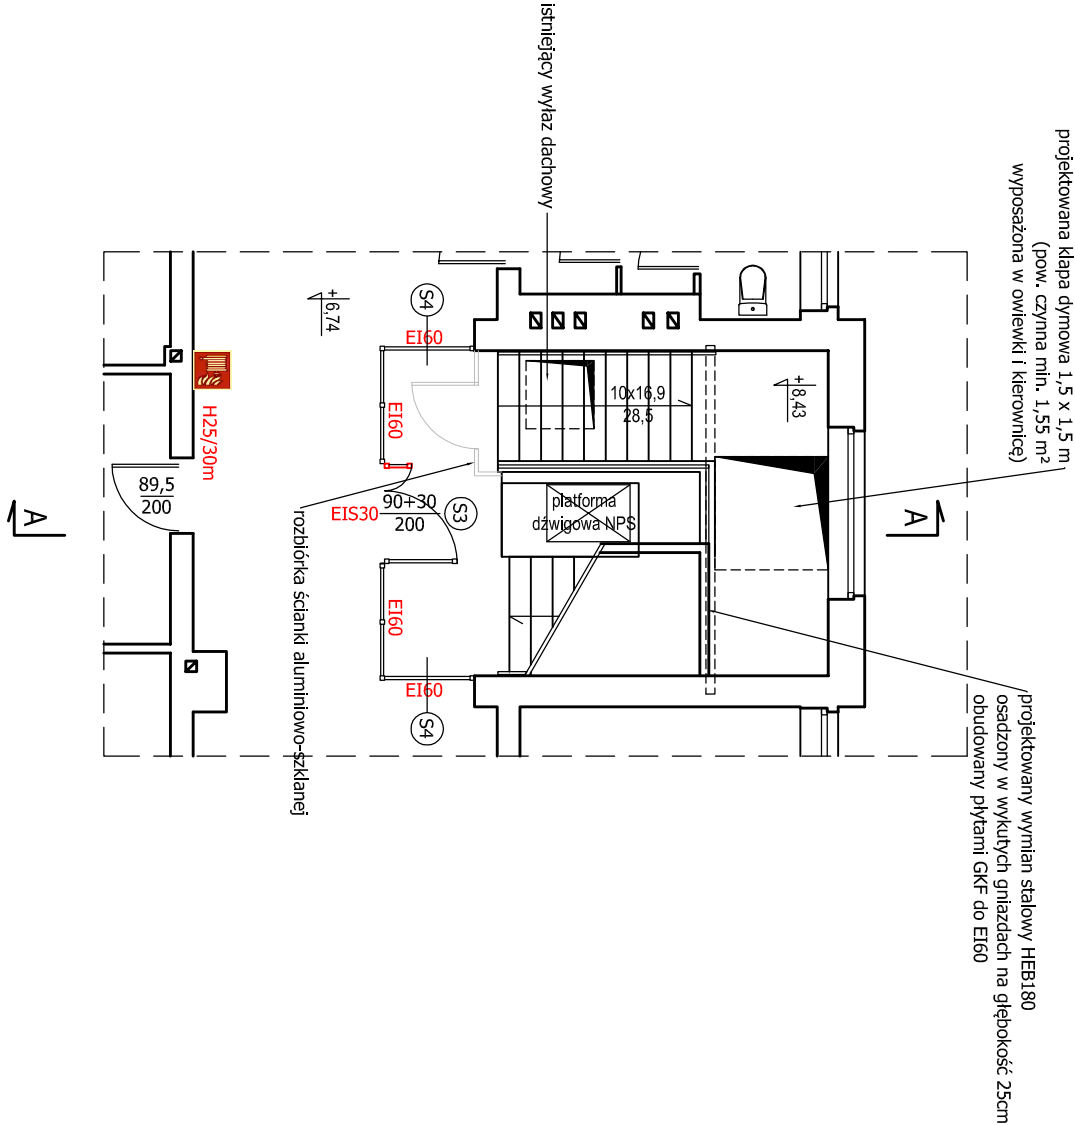 istniejący wyłaz dachowy
projektowana klapa dymowa 1,5 x 1,5 m
(pow. czynna min. 1,55 m²
wyposażona w owiewki i kierownice)
+6,74
S4
EI60
EI60
10x16,9
28,5
+8,43
H25/30m
89,5
200
EIS30
90+30
200
S3
platforma
dźwigowa NPS
A
A
EI60
EI60
S4
rozbiórka ścianki aluminiowo-szklanej
projektowany wymian stalowy HEB180
osadzony w wykutych gniazdach na głębokość 25cm
obudowany płytami GKF do EI60